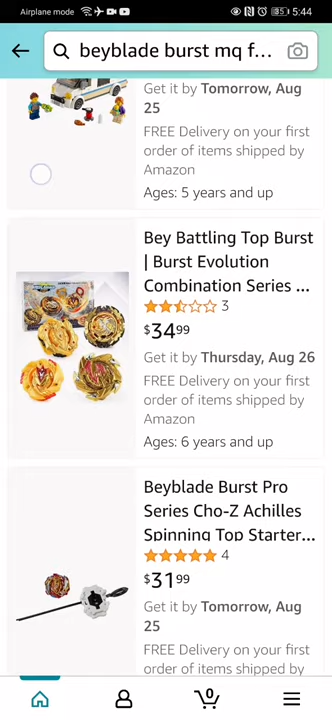 Airplane mode 85 5:44
beyblade burst mq f...
Get it by Tomorrow, Aug
25
FREE Delivery on your first
order of items shipped by
Amazon
Ages: 5 years and up
Bey Battling Top Burst
| Burst Evolution
Combination Series ...
3
$34.99
Get it by Thursday, Aug 26
FREE Delivery on your first
order of items shipped by
Amazon
Ages: 6 years and up
Beyblade Burst Pro
Series Cho-Z Achilles
Spinning Top Starter...
4
$31.99
Get it by Tomorrow, Aug
25
FREE Delivery on your first
order of items shipped by
0